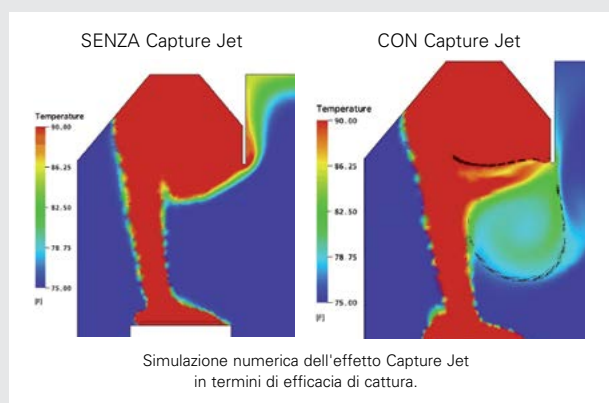 SENZA Capture Jet
CON Capture Jet
Temperature
90.00
86.25
82.50
78.75
75.00
[F]
Temperature
90.00
86.25
82.50
78.75
75.00
[F]
Simulazione numerica dell'effetto Capture Jet
in termini di efficacia di cattura.